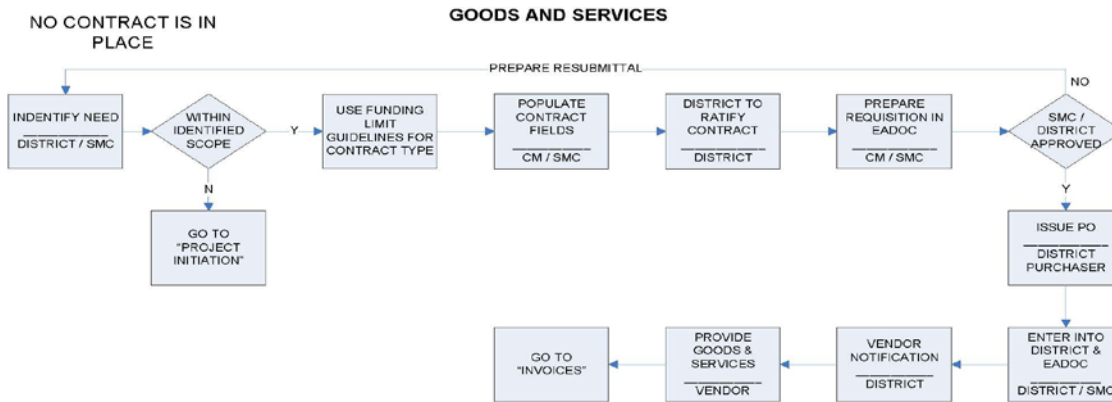 GOODS AND SERVICES
NO CONTRACT IS IN
PLACE
PREPARE RESUBMITTAL
NO
INDENTIFY NEED
DISTRICT / SMC
WITHIN
IDENTIFIED
SCOPE
Y
USE FUNDING
LIMIT
GUIDELINES FOR
CONTRACT TYPE
POPULATE
CONTRACT
FIELDS
CM / SMC
DISTRICT TO
RATIFY
CONTRACT
DISTRICT
PREPARE
REQUISITION IN
EADOC
CM / SMC
SMC /
DISTRICT
APPROVED
N
Y
GO TO
"PROJECT
INITIATION"
ISSUE PO
DISTRICT
PURCHASER
GO TO
"INVOICES"
PROVIDE
GOODS &
SERVICES
VENDOR
VENDOR
NOTIFICATION
DISTRICT
ENTER INTO
DISTRICT &
EADOC
DISTRICT / SMC